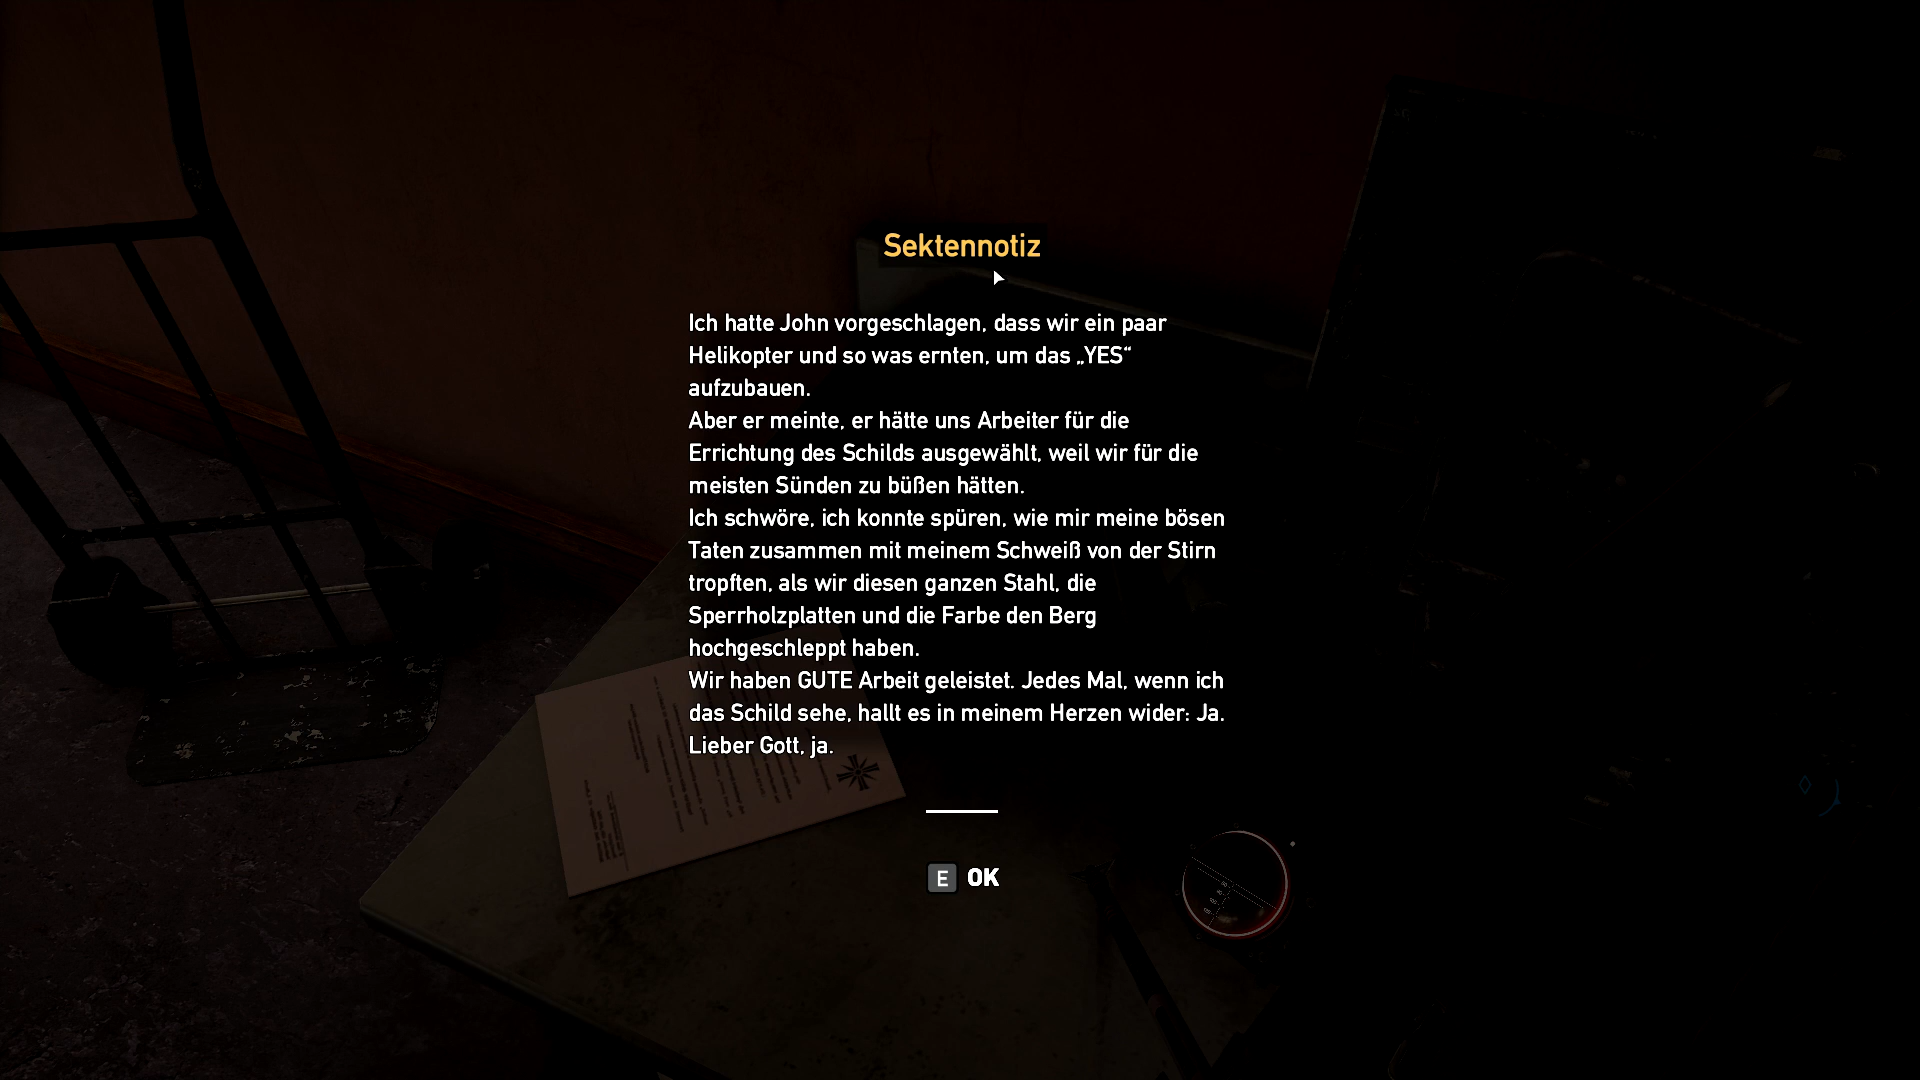 Sektennotiz
Ich hatte John vorgeschlagen, dass wir ein paar
Helikopter und so was ernten, um das „YES“
aufzubauen.
Aber er meinte, er hätte uns Arbeiter für die
Errichtung des Schilds ausgewählt, weil wir für die
meisten Sünden zu büßen hätten.
Ich schwöre, ich konnte spüren, wie mir meine bösen
Taten zusammen mit meinem Schweiß von der Stirn
tropften, als wir diesen ganzen Stahl, die
Sperrholzplatten und die Farbe den Berg
hochgeschleppt haben.
Wir haben GUTE Arbeit geleistet. Jedes Mal, wenn ich
das Schild sehe, hallt es in meinem Herzen wider: Ja.
Lieber Gott, ja.
E OK